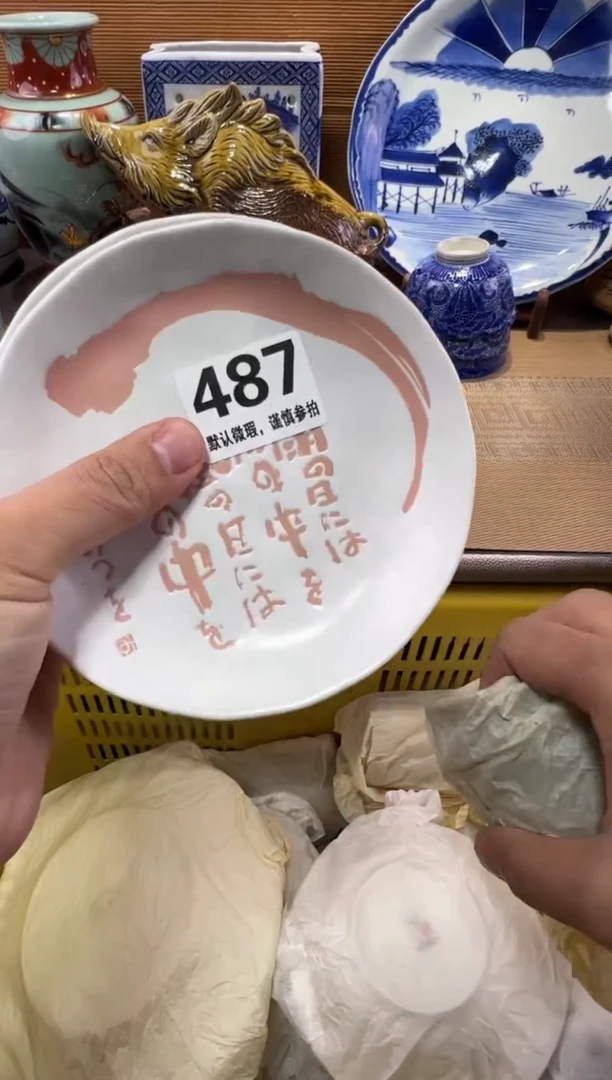 487
默认微瑕，谨慎参拍
の日には
の中を
の日には
の中を
つを